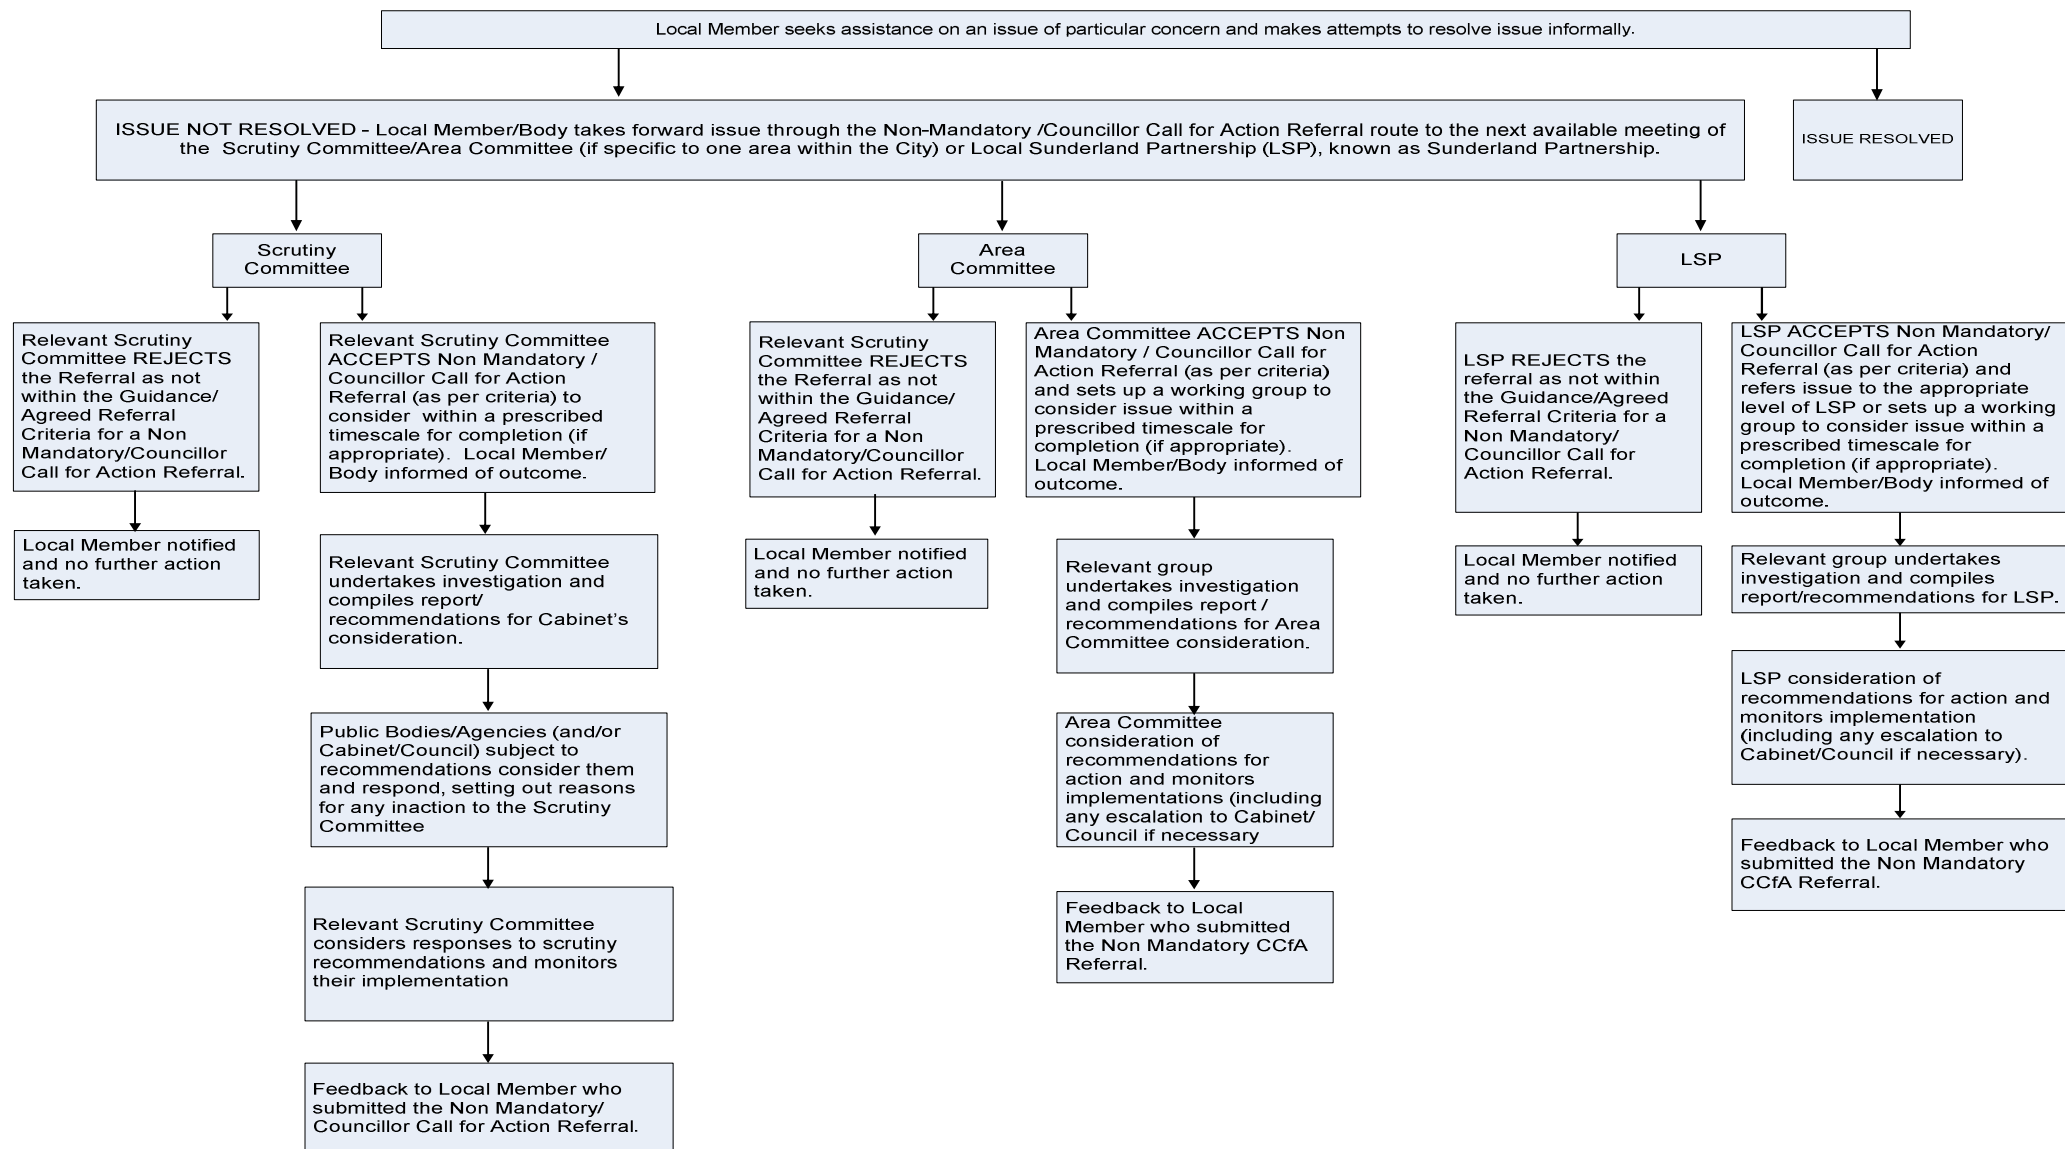 Local Member seeks assistance on an issue of particular concern and makes attempts to resolve issue informally.
ISSUE NOT RESOLVED – Local Member/Body takes forward issue through the Non-Mandatory /Councillor Call for Action Referral route to the next available meeting of
the Scrutiny Committee/Area Committee (if specific to one area within the City) or Local Sunderland Partnership (LSP), known as Sunderland Partnership.
ISSUE RESOLVED
Scrutiny
Committee
Area
Committee
LSP
Relevant Scrutiny
Committee REJECTS
the Referral as not
within the Guidance/
Agreed Referral
Criteria for a Non
Mandatory/Councillor
Call for Action Referral.
Relevant Scrutiny Committee
ACCEPTS Non Mandatory /
Councillor Call for Action
Referral (as per criteria) to
consider within a prescribed
timescale for completion (if
appropriate). Local Member/
Body informed of outcome.
Relevant Scrutiny
Committee REJECTS
the Referral as not
within the Guidance/
Agreed Referral
Criteria for a Non
Mandatory/Councillor
Call for Action Referral.
Area Committee ACCEPTS Non
Mandatory / Councillor Call for
Action Referral (as per criteria)
and sets up a working group to
consider issue within a
prescribed timescale for
completion (if appropriate).
Local Member/Body informed of
outcome.
LSP REJECTS the
referral as not within
the Guidance/Agreed
Referral Criteria for a
Non Mandatory/
Councillor Call for
Action Referral.
LSP ACCEPTS Non Mandatory/
Councillor Call for Action
Referral (as per criteria) and
refers issue to the appropriate
level of LSP or sets up a working
group to consider issue within a
prescribed timescale for
completion (if appropriate).
Local Member/Body informed of
outcome.
Local Member notified
and no further action
taken.
Relevant Scrutiny Committee
undertakes investigation and
compiles report/
recommendations for Cabinet's
consideration.
Local Member notified
and no further action
taken.
Relevant group
undertakes investigation
and compiles report /
recommendations for Area
Committee consideration.
Local Member notified
and no further action
taken.
Relevant group undertakes
investigation and compiles
report/recommendations for LSP.
Public Bodies/Agencies (and/or
Cabinet/Council) subject to
recommendations consider them
and respond, setting out reasons
for any inaction to the Scrutiny
Committee
Area Committee
consideration of
recommendations for
action and monitors
implementations (including
any escalation to Cabinet/
Council if necessary
LSP consideration of
recommendations for action and
monitors implementation
(including any escalation to
Cabinet/Council if necessary).
Relevant Scrutiny Committee
considers responses to scrutiny
recommendations and monitors
their implementation
Feedback to Local
Member who submitted
the Non Mandatory CCfA
Referral.
Feedback to Local Member who
submitted the Non Mandatory
CCfA Referral.
Feedback to Local Member who
submitted the Non Mandatory/
Councillor Call for Action Referral.